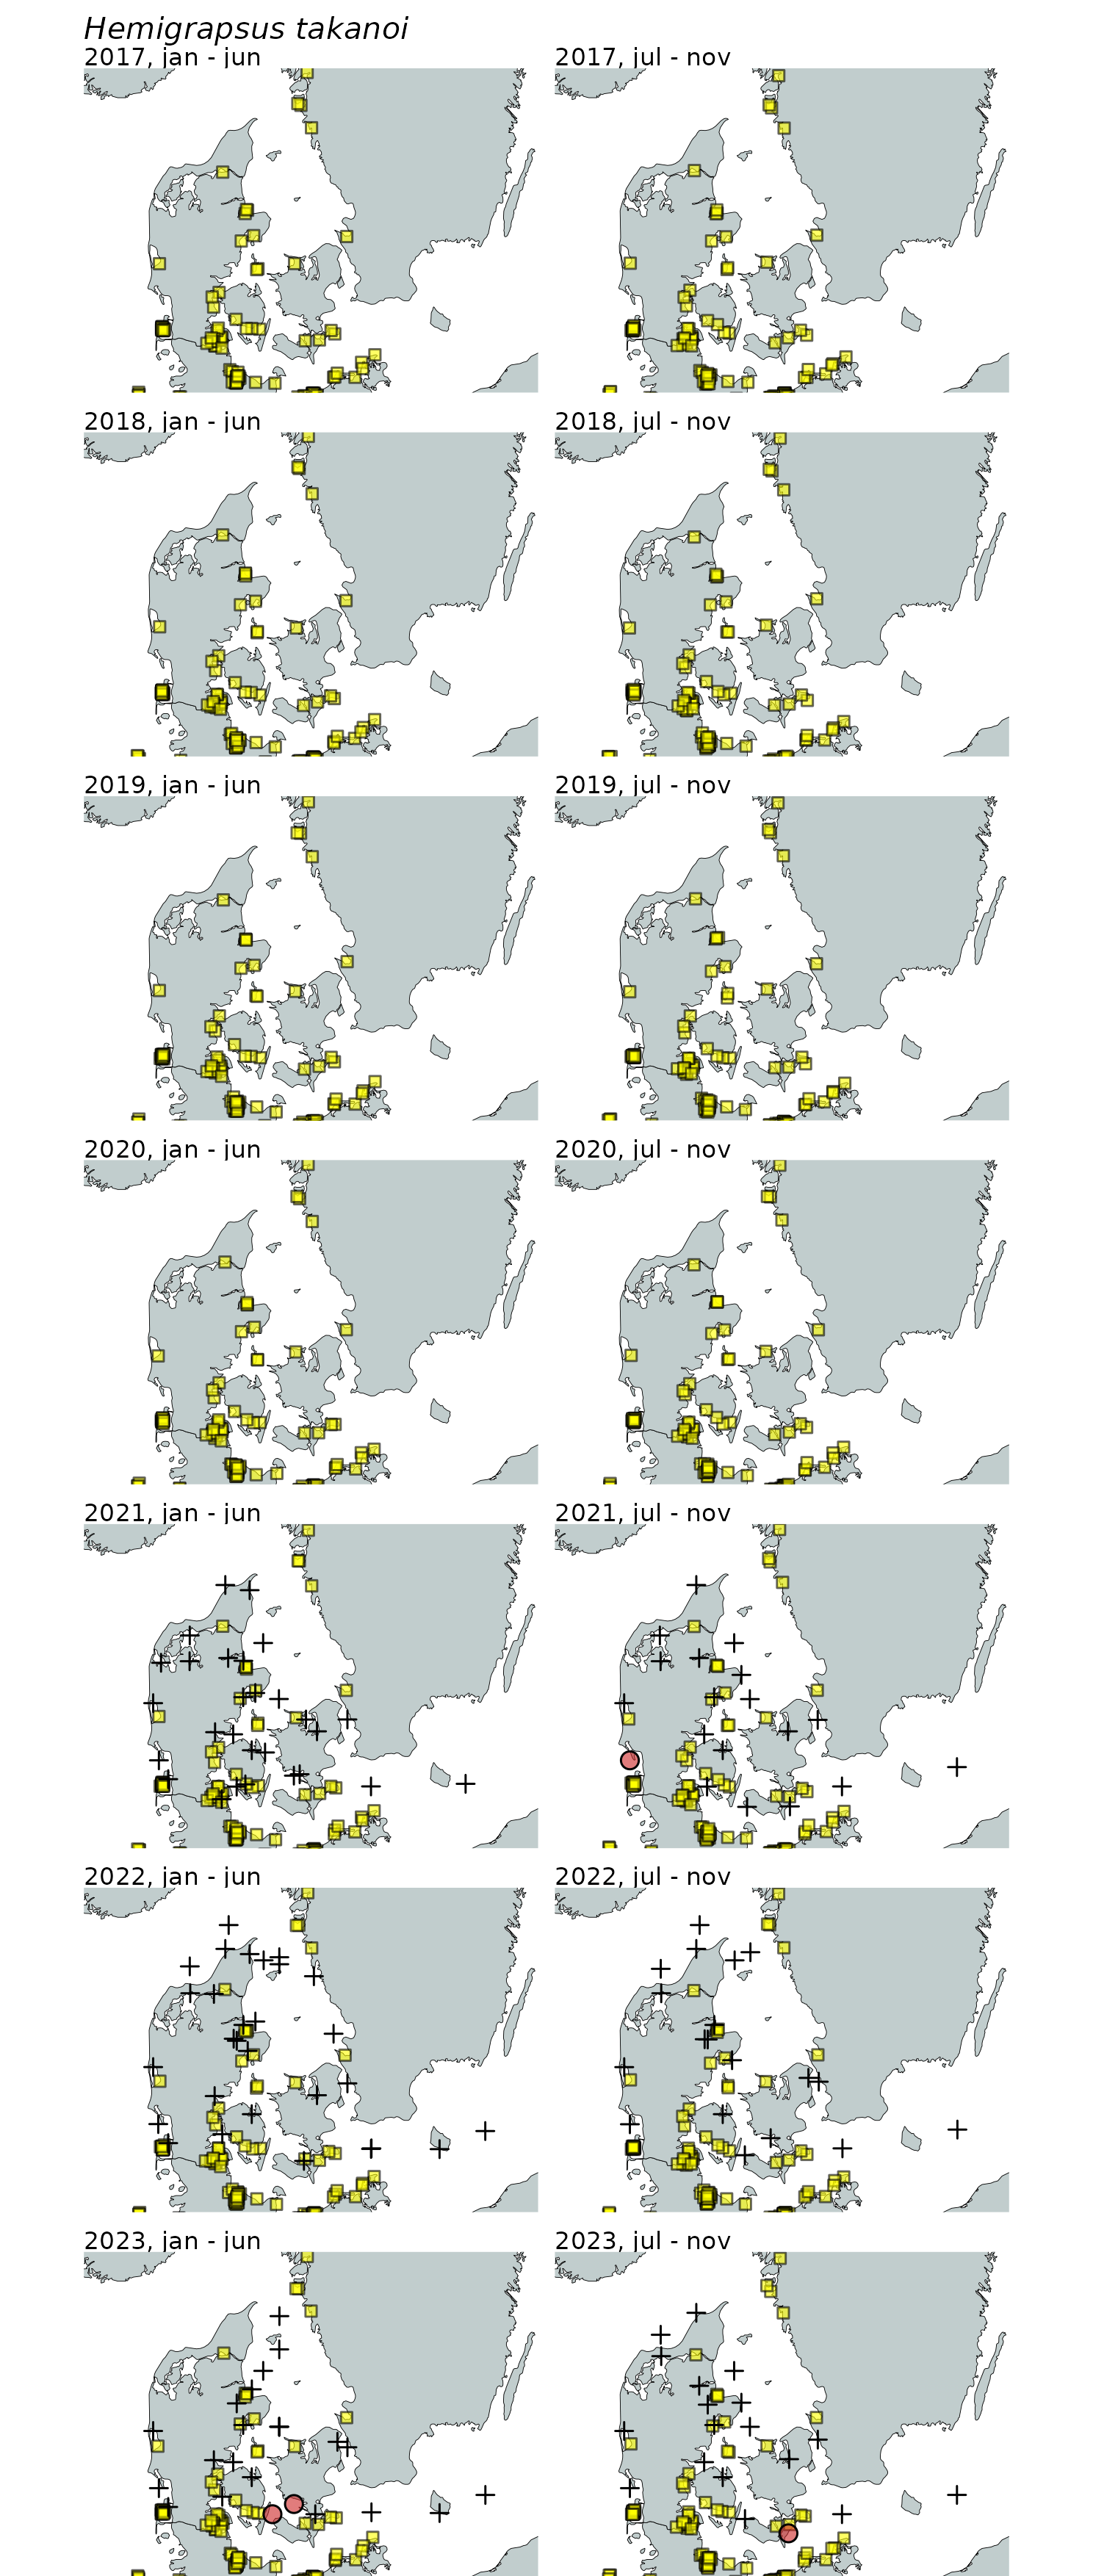 Hemigrapsus takanoi
2017, jan - jun
2017, jul - nov
2018, jan - jun
2018, jul - nov
2019, jan - jun
2019, jul - nov
2020, jan - jun
2020, jul - nov
2021, jan - jun
2021, jul - nov
2022, jan - jun
2022, jul - nov
2023, jan - jun
2023, jul - nov